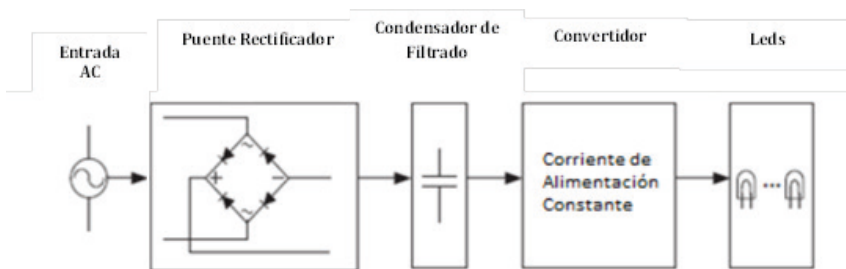 Entrada
AC
Puente Rectificador
Condensador de
Filtrado
Convertidor
Leds
Corriente de
Alimentación
Constante